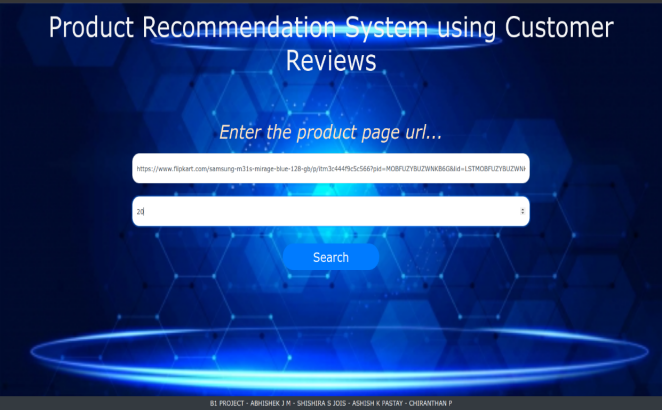 Product Recommendation System using Customer
Reviews
Enter the product page url...
https://www.flipkart.com/samsung-m31s-mirage-blue-128-gb/p/itm3c444f9c5c566?pid=MOBFUZYBUZWNKB6G&lid=LSTMOBFUZYBUZWN
20
Search
B1 PROJECT - ABHISHEK J M - SHISHIRA S JOIS - ASHISH K PASTAY - CHIRANTHAN P